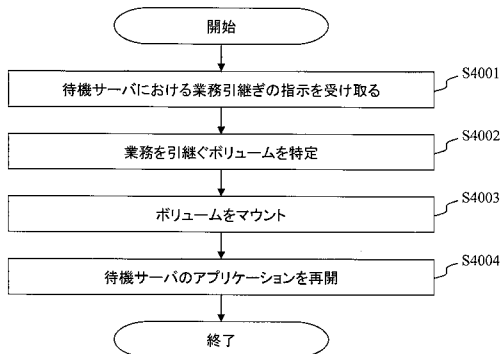 開始
待機サーバにおける業務引継ぎの指示を受け取る
S4001
業務を引継ぐボリュームを特定
S4002
ボリュームをマウント
S4003
待機サーバのアプリケーションを再開
S4004
終了